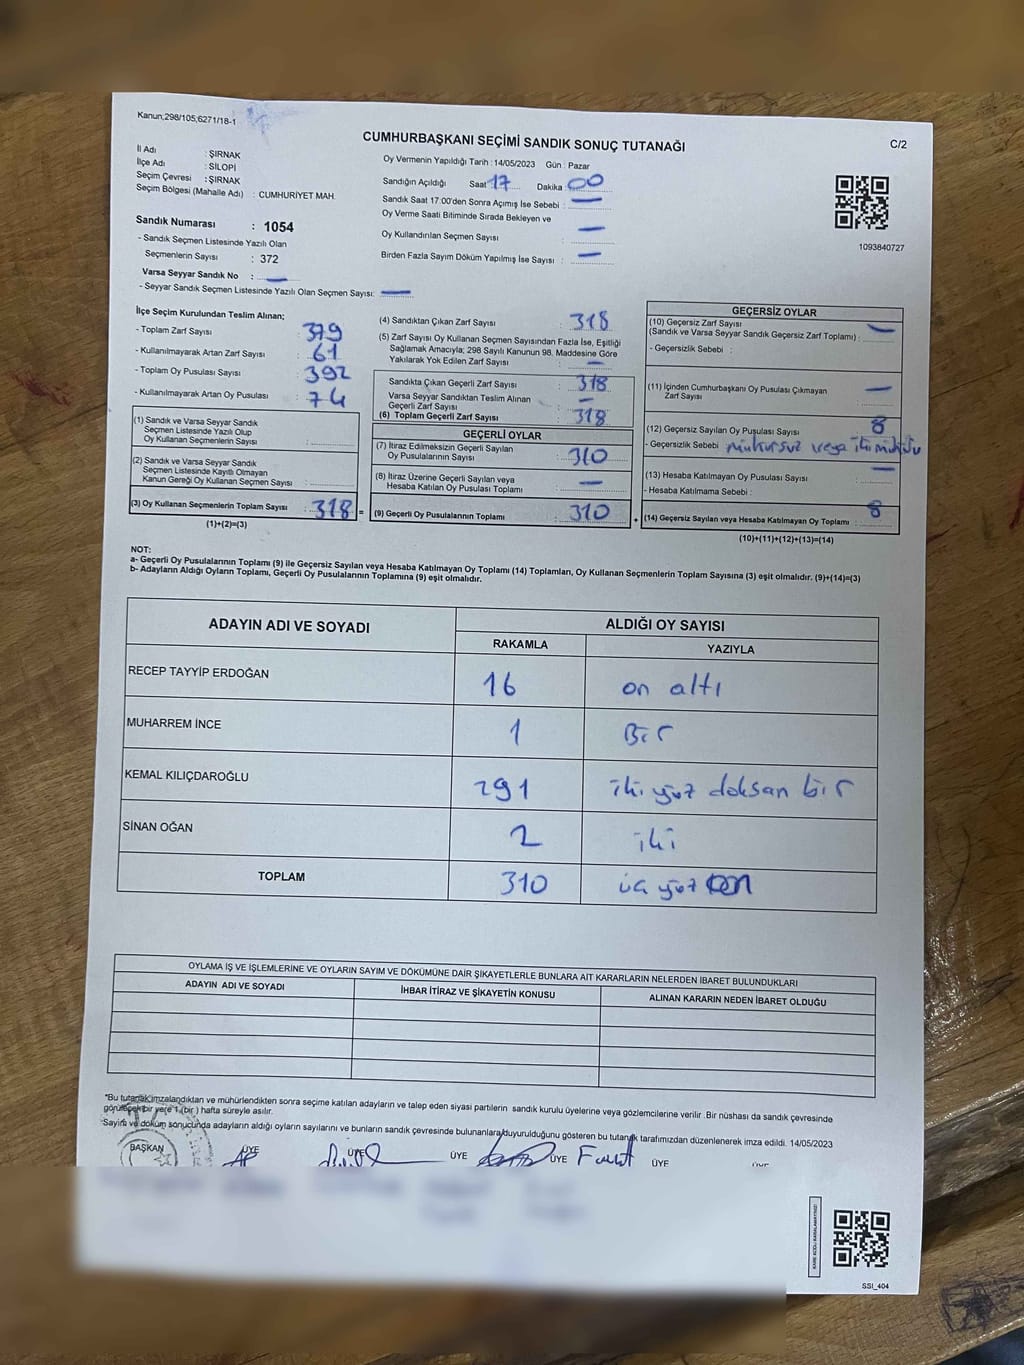 Kanun,298/105,6271/18-1
CUMHURBAŞKANI SEÇİMİ SANDIK SONUÇ TUTANAĞI
C/2
İl Adı : ŞIRNAK
İlçe Adı : SİLOPİ
Seçim Çevresi : ŞIRNAK
Seçim Bölgesi (Mahalle Adı) : CUMHURİYET MAH.
Sandık Numarası : 1054
- Sandık Seçmen Listesinde Yazılı Olan
Seçmenlerin Sayısı : 372
Varsa Seyyar Sandık No : —
- Seyyar Sandık Seçmen Listesinde Yazılı Olan Seçmen Sayısı: —
Oy Vermenin Yapıldığı Tarih : 14/05/2023 Gün : Pazar
Sandığın Açıldığı Saat 17 Dakika : 00
Sandık Saat 17.00'den Sonra Açımış İse Sebebi : —
Oy Verme Saati Bitiminde Sırada Bekleyen ve
Oy Kullandırılan Seçmen Sayısı : —
Birden Fazla Sayım Döküm Yapılmış İse Sayısı : —
1093840727
İlçe Seçim Kurulundan Teslim Alınan;
- Toplam Zarf Sayısı : 379
- Kullanılmayarak Artan Zarf Sayısı : 61
- Toplam Oy Pusulası Sayısı : 392
- Kullanılmayarak Artan Oy Pusulası : 74
(1) Sandık ve Varsa Seyyar Sandık
Seçmen Listesinde Yazılı Olup
Oy Kullanan Seçmenlerin Sayısı :
(2) Sandık ve Varsa Seyyar Sandık
Seçmen Listesinde Kayıtlı Olmayan
Kanun Gereği Oy Kullanan Seçmen Sayısı :
(3) Oy Kullanan Seçmenlerin Toplam Sayısı : 318 =
(1)+(2)=(3)
(4) Sandıktan Çıkan Zarf Sayısı : 318
(5) Zarf Sayısı Oy Kullanan Seçmen Sayısından Fazla İse, Eşitliği
Sağlamak Amacıyla; 298 Sayılı Kanunun 98. Maddesine Göre
Yakılarak Yok Edilen Zarf Sayısı : —
Sandıkta Çıkan Geçerli Zarf Sayısı : 318
Varsa Seyyar Sandıktan Teslim Alınan
Geçerli Zarf Sayısı : —
(6) Toplam Geçerli Zarf Sayısı : 318
GEÇERLİ OYLAR
(7) İtiraz Edilmeksizin Geçerli Sayılan
Oy Pusulalarının Sayısı : 310
(8) İtiraz Üzerine Geçerli Sayılan veya
Hesaba Katılan Oy Pusulası Toplamı : —
(9) Geçerli Oy Pusulalarının Toplamı : 310 +
GEÇERSİZ OYLAR
(10) Geçersiz Zarf Sayısı
(Sandık ve Varsa Seyyar Sandık Geçersiz Zarf Toplamı) : —
- Geçersizlik Sebebi :
(11) İçinden Cumhurbaşkanı Oy Pusulası Çıkmayan
Zarf Sayısı : —
(12) Geçersiz Sayılan Oy Pusulası Sayısı : 8
- Geçersizlik Sebebi : mühürsüz veya iki mühür
(13) Hesaba Katılmayan Oy Pusulası Sayısı : —
- Hesaba Katılmama Sebebi :
(14) Geçersiz Sayılan veya Hesaba Katılmayan Oy Toplamı : 8
(10)+(11)+(12)+(13)=(14)
NOT:
a- Geçerli Oy Pusulalarının Toplamı (9) ile Geçersiz Sayılan veya Hesaba Katılmayan Oy Toplamı (14) Toplamları, Oy Kullanan Seçmenlerin Toplam Sayısına (3) eşit olmalıdır. (9)+(14)=(3)
b- Adayların Aldığı Oyların Toplamı, Geçerli Oy Pusulalarının Toplamına (9) eşit olmalıdır.
ADAYIN ADI VE SOYADI
ALDIĞI OY SAYISI
RAKAMLA YAZIYLA
RECEP TAYYİP ERDOĞAN 16 on altı
MUHARREM İNCE 1 Bir
KEMAL KILIÇDAROĞLU 291 iki yüz doksan bir
SİNAN OĞAN 2 iki
TOPLAM 310 üç yüz on
OYLAMA İŞ VE İŞLEMLERİNE VE OYLARIN SAYIM VE DÖKÜMÜNE DAİR ŞİKAYETLERLE BUNLARA AİT KARARLARIN NELERDEN İBARET BULUNDUKLARI
ADAYIN ADI VE SOYADI İHBAR İTİRAZ VE ŞİKAYETİN KONUSU ALINAN KARARIN NEDEN İBARET OLDUĞU
*Bu tutanak imzalandıktan ve mühürlendikten sonra seçime katılan adayların ve talep eden siyasi partilerin sandık kurulu üyelerine veya gözlemcilerine verilir .Bir nüshası da sandık çevresinde
görülecek bir yere 1 (bir ) hafta süreyle asılır.
*Sayım ve döküm sonucunda adayların aldığı oyların sayılarını ve bunların sandık çevresinde bulunanlara duyurulduğunu gösteren bu tutanak tarafımızdan düzenlenerek imza edildi. 14/05/2023
BAŞKAN ÜYE ÜYE ÜYE ÜYE ÜYE ÜYE
SSI_404